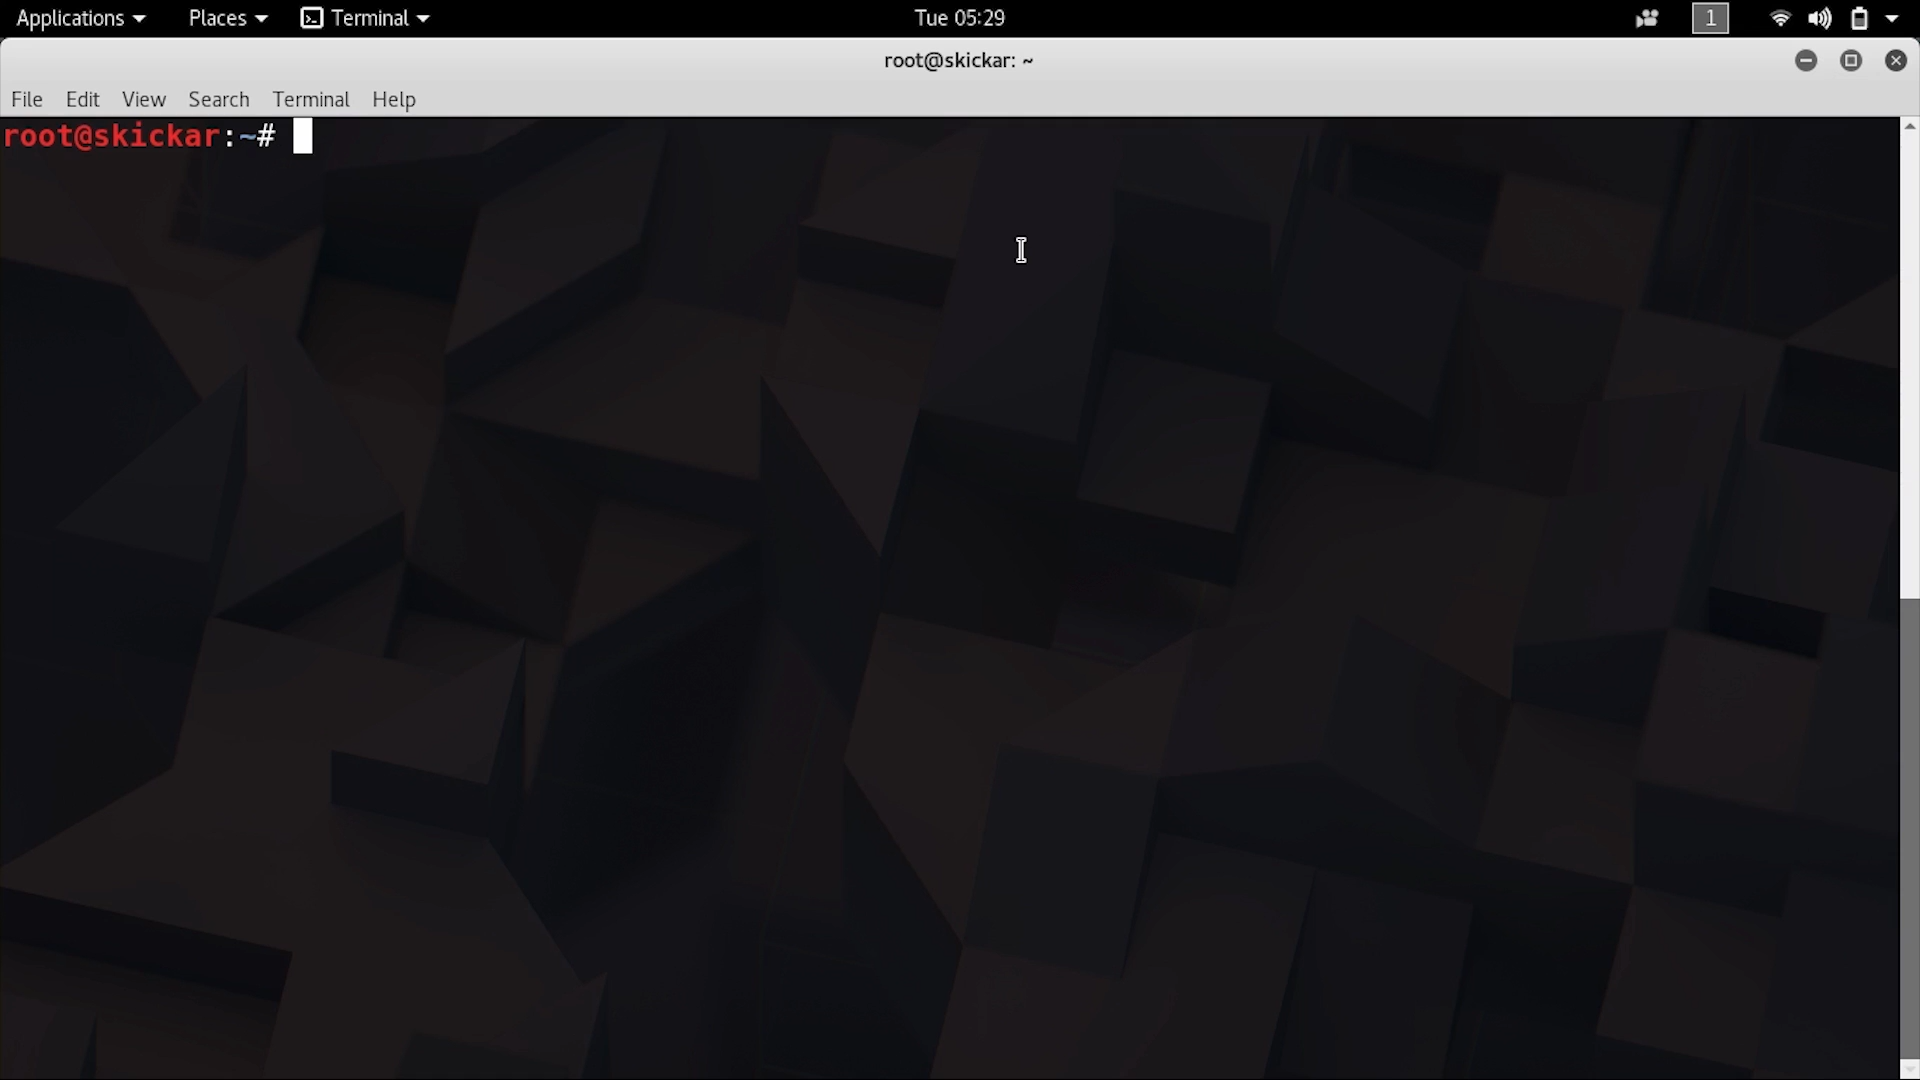 Applications Places Terminal Tue 05:29 1
root@skickar: ~
File Edit View Search Terminal Help
root@skickar:~#